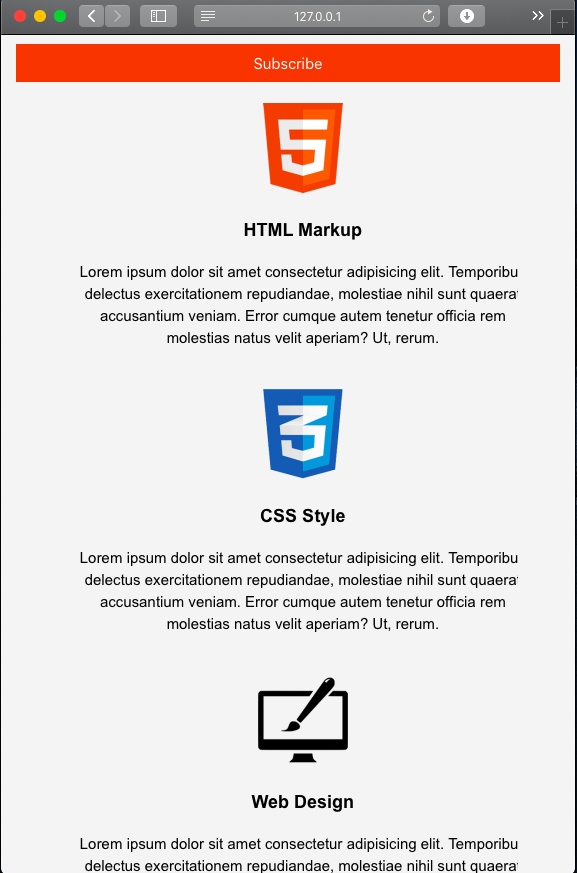 127.0.0.1
Subscribe
5
HTML Markup
Lorem ipsum dolor sit amet consectetur adipisicing elit. Temporibu
delectus exercitationem repudiandae, molestiae nihil sunt quaerat
accusantium veniam. Error cumque autem tenetur officia rem
molestias natus velit aperiam? Ut, rerum.
3
CSS Style
Lorem ipsum dolor sit amet consectetur adipisicing elit. Temporibu
delectus exercitationem repudiandae, molestiae nihil sunt quaerat
accusantium veniam. Error cumque autem tenetur officia rem
molestias natus velit aperiam? Ut, rerum.
Web Design
Lorem ipsum dolor sit amet consectetur adipisicing elit. Temporibu
delectus exercitationem repudiandae, molestiae nihil sunt quaerat